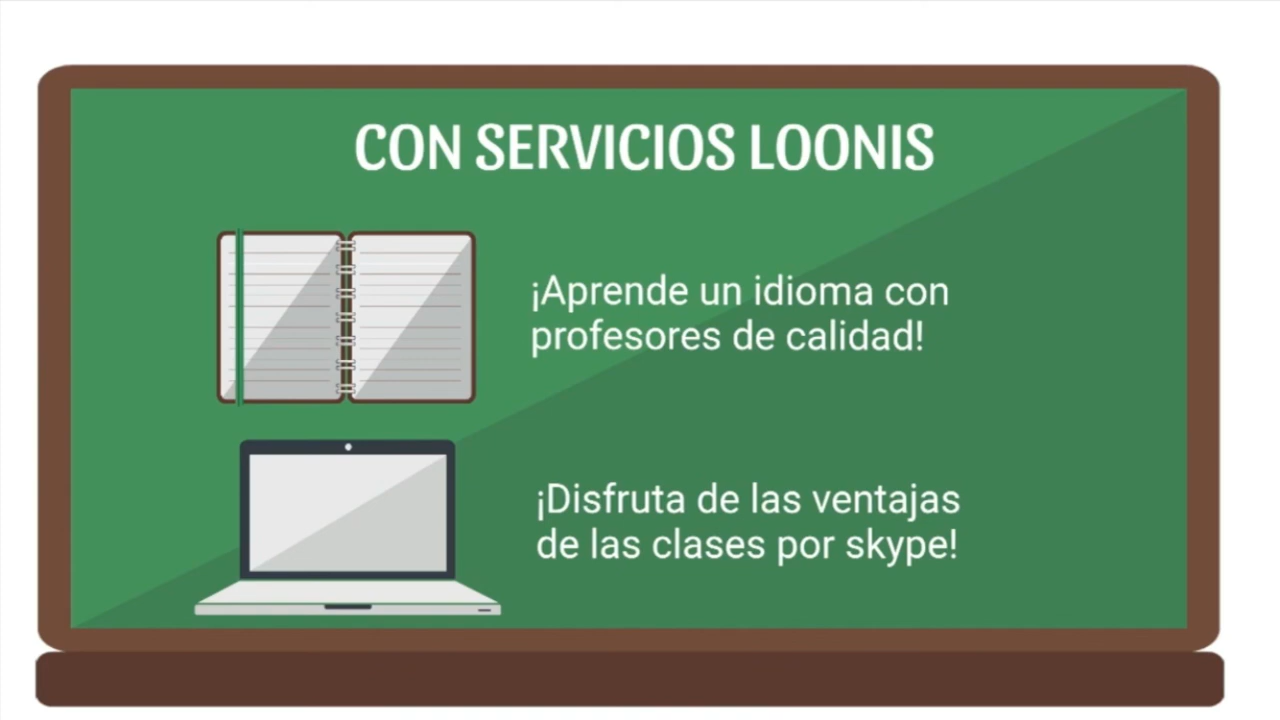 CON SERVICIOS LOONIS
¡Aprende un idioma con
profesores de calidad!
¡Disfruta de las ventajas
de las clases por skype!